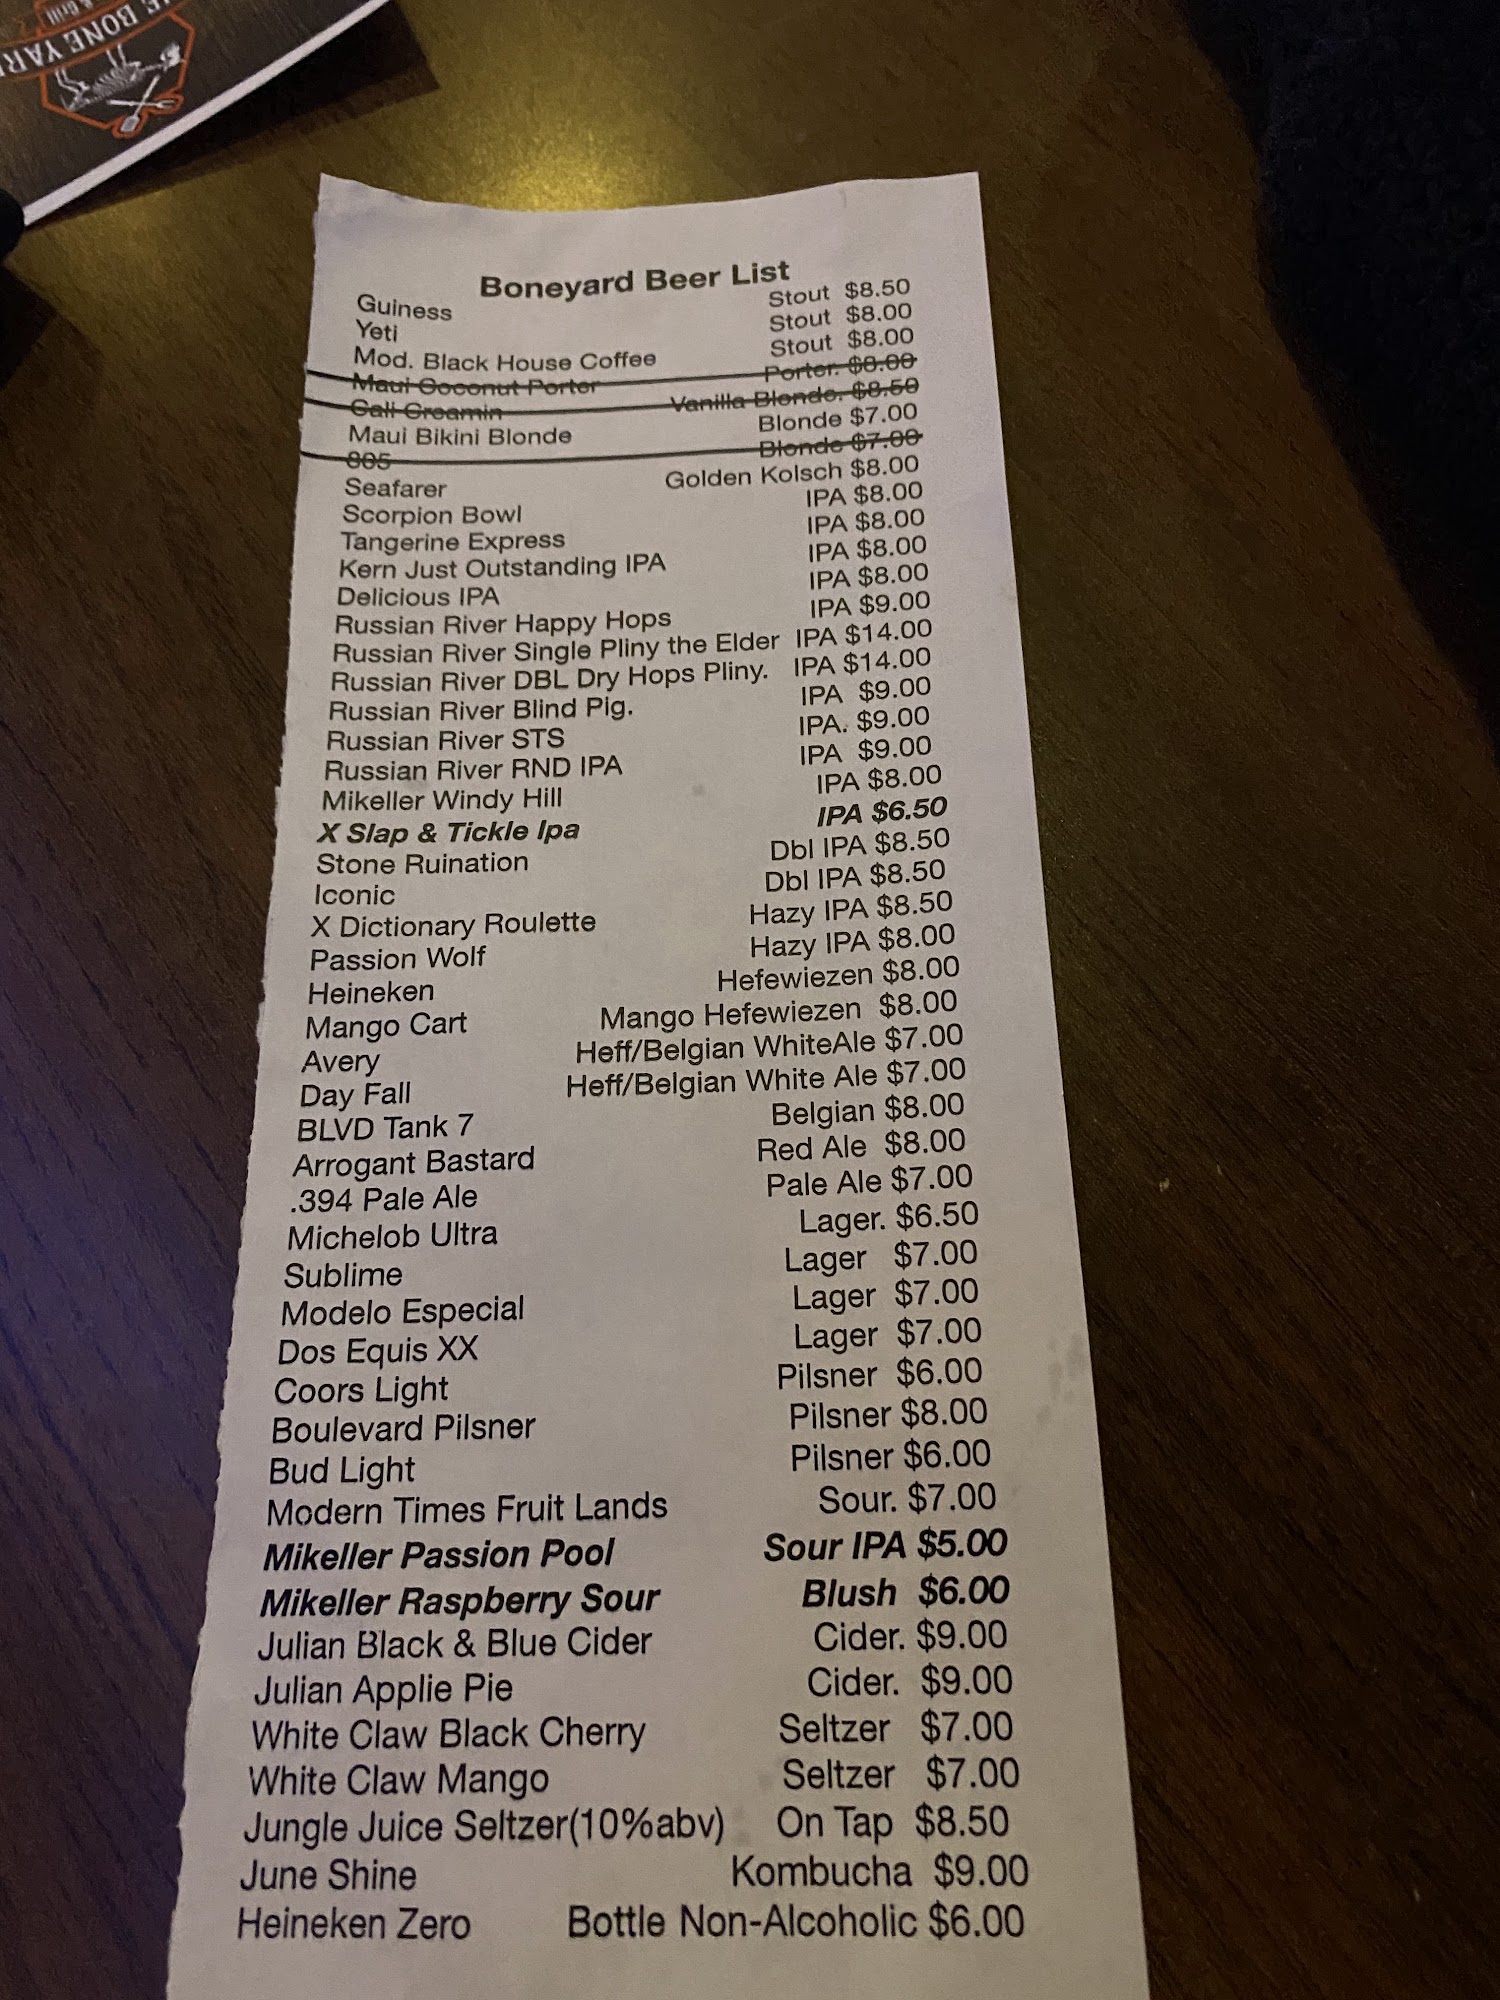 THE BONE YARD
& Grill
Boneyard Beer List
Guiness Stout $8.50
Yeti Stout $8.00
Mod. Black House Coffee Stout $8.00
Maui Coconut Porter Porter. $8.00
Cali Creamin Vanilla Blonde. $8.50
Maui Bikini Blonde Blonde $7.00
805 Blonde $7.00
Seafarer Golden Kolsch $8.00
Scorpion Bowl IPA $8.00
Tangerine Express IPA $8.00
Kern Just Outstanding IPA IPA $8.00
Delicious IPA IPA $8.00
Russian River Happy Hops IPA $9.00
Russian River Single Pliny the Elder IPA $14.00
Russian River DBL Dry Hops Pliny. IPA $14.00
Russian River Blind Pig. IPA $9.00
Russian River STS IPA. $9.00
Russian River RND IPA IPA $9.00
Mikeller Windy Hill IPA $8.00
X Slap & Tickle Ipa IPA $6.50
Stone Ruination Dbl IPA $8.50
Iconic Dbl IPA $8.50
X Dictionary Roulette Hazy IPA $8.50
Passion Wolf Hazy IPA $8.00
Heineken Hefewiezen $8.00
Mango Cart Mango Hefewiezen $8.00
Avery Heff/Belgian WhiteAle $7.00
Day Fall Heff/Belgian White Ale $7.00
BLVD Tank 7 Belgian $8.00
Arrogant Bastard Red Ale $8.00
.394 Pale Ale Pale Ale $7.00
Michelob Ultra Lager. $6.50
Sublime Lager $7.00
Modelo Especial Lager $7.00
Dos Equis XX Lager $7.00
Coors Light Pilsner $6.00
Boulevard Pilsner Pilsner $8.00
Bud Light Pilsner $6.00
Modern Times Fruit Lands Sour. $7.00
Mikeller Passion Pool Sour IPA $5.00
Mikeller Raspberry Sour Blush $6.00
Julian Black & Blue Cider Cider. $9.00
Julian Applie Pie Cider. $9.00
White Claw Black Cherry Seltzer $7.00
White Claw Mango Seltzer $7.00
Jungle Juice Seltzer(10%abv) On Tap $8.50
June Shine Kombucha $9.00
Heineken Zero Bottle Non-Alcoholic $6.00